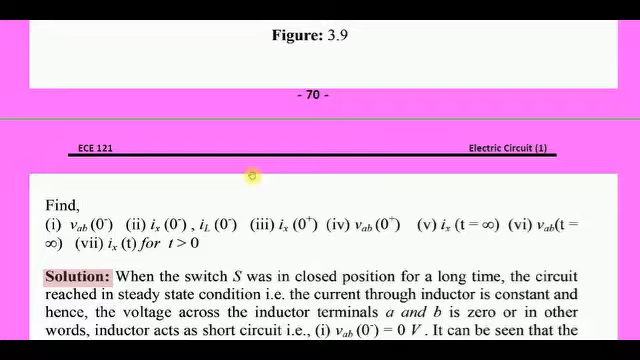 Figure: 3.9
- 70 -
ECE 121 Electric Circuit (1)
Find,
(i) vab (0-) (ii) ix (0-) , iL (0-) (iii) ix (0+) (iv) vab (0+) (v) ix (t = ∞) (vi) vab(t =
∞) (vii) ix (t) for t > 0
Solution: When the switch S was in closed position for a long time, the circuit
reached in steady state condition i.e. the current through inductor is constant and
hence, the voltage across the inductor terminals a and b is zero or in other
words, inductor acts as short circuit i.e., (i) vab (0-) = 0 V. It can be seen that the